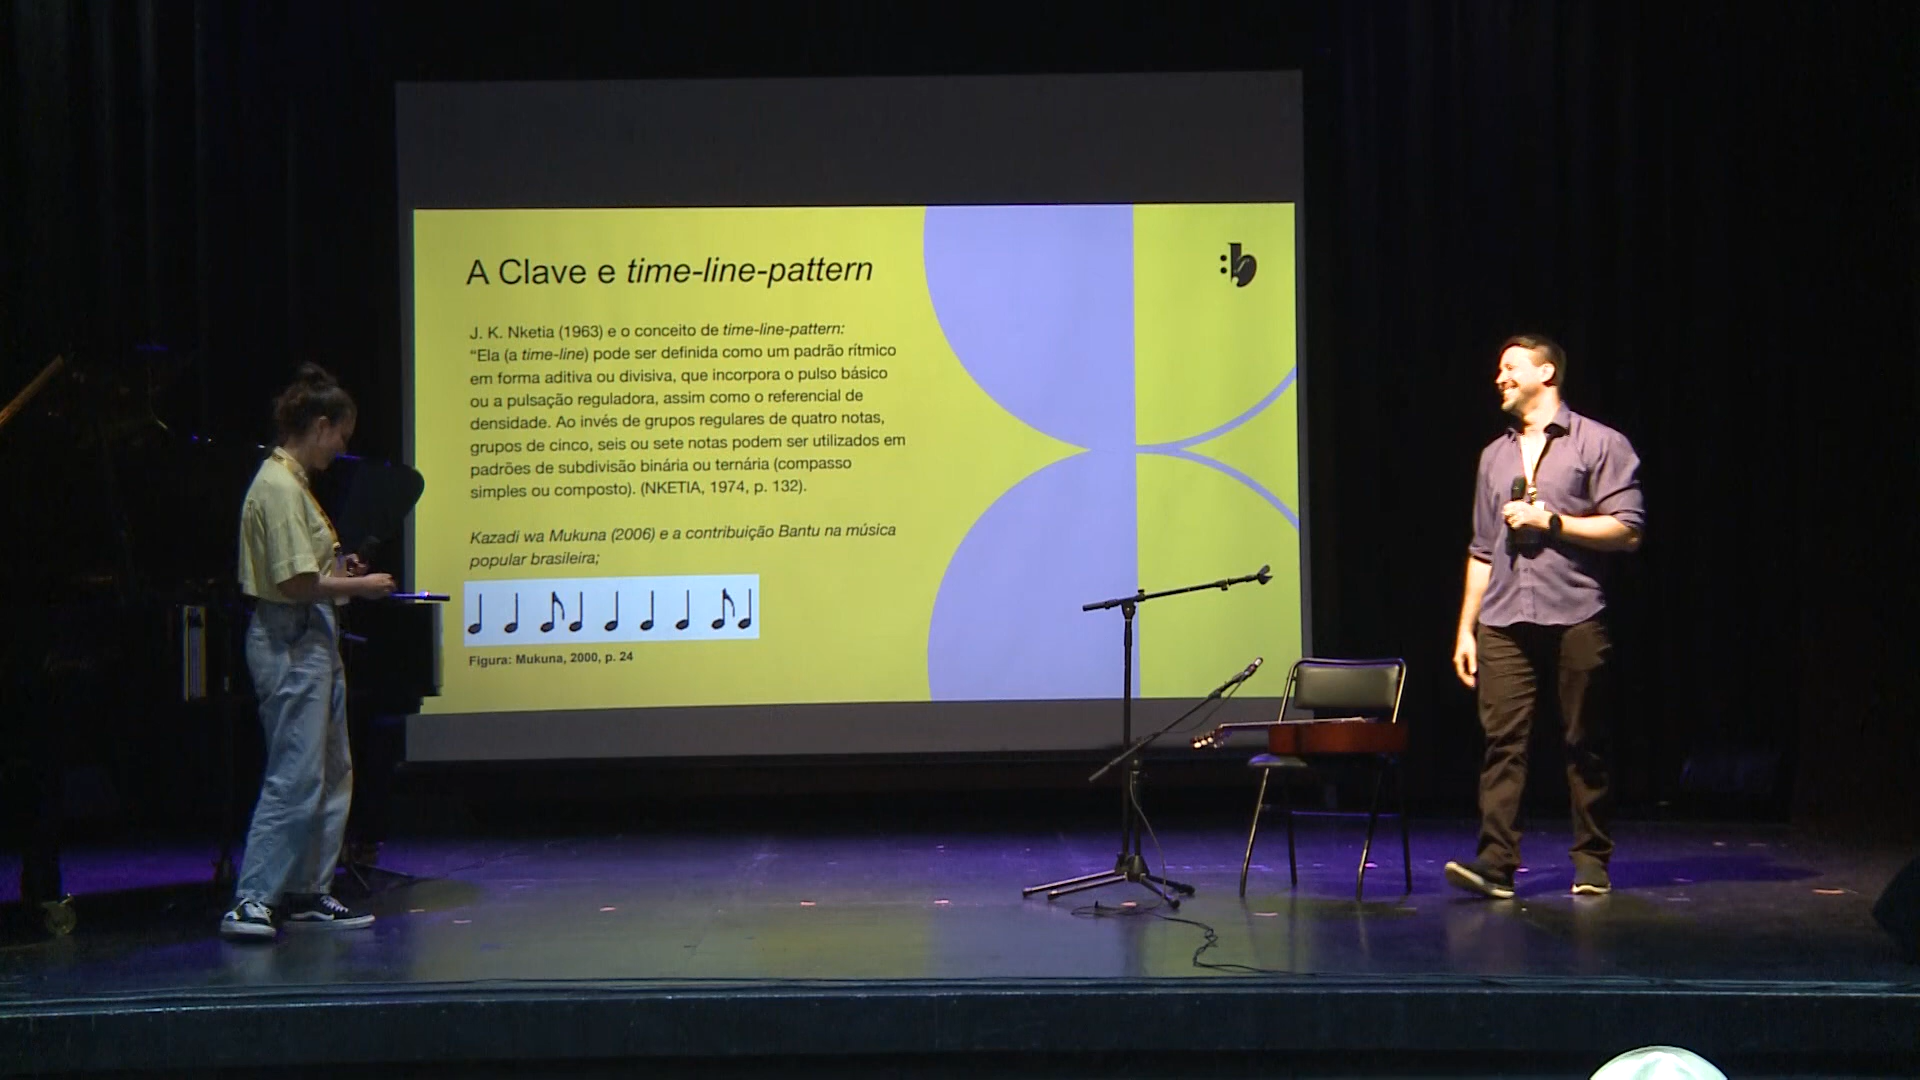 A Clave e time-line-pattern
J. K. Nketia (1963) e o conceito de time-line-pattern:
“Ela (a time-line) pode ser definida como um padrão rítmico
em forma aditiva ou divisiva, que incorpora o pulso básico
ou a pulsação reguladora, assim como o referencial de
densidade. Ao invés de grupos regulares de quatro notas,
grupos de cinco, seis ou sete notas podem ser utilizados em
padrões de subdivisão binária ou ternária (compasso
simples ou composto). (NKETIA, 1974, p. 132).
Kazadi wa Mukuna (2006) e a contribuição Bantu na música
popular brasileira;
Figura: Mukuna, 2000, p. 24